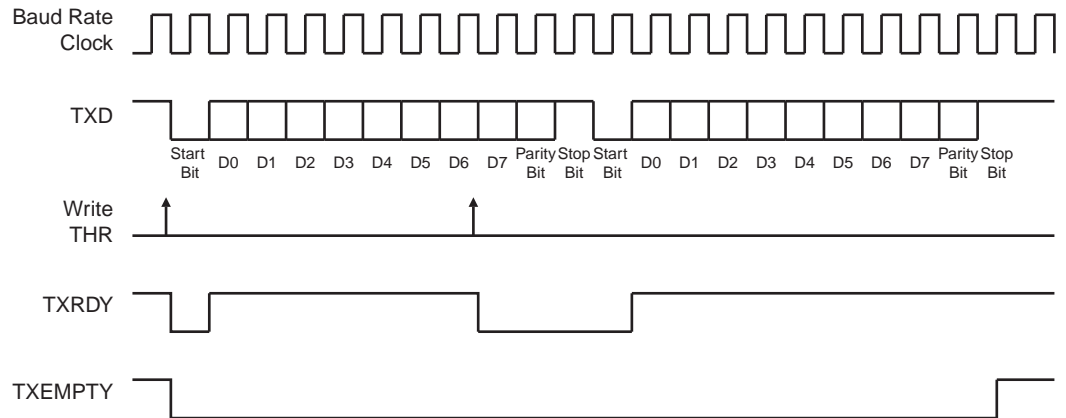 Baud Rate
Clock
TXD
Start Bit D0 D1 D2 D3 D4 D5 D6 D7 Parity Bit Stop Bit Start Bit D0 D1 D2 D3 D4 D5 D6 D7 Parity Bit Stop Bit
Write
THR
TXRDY
TXEMPTY